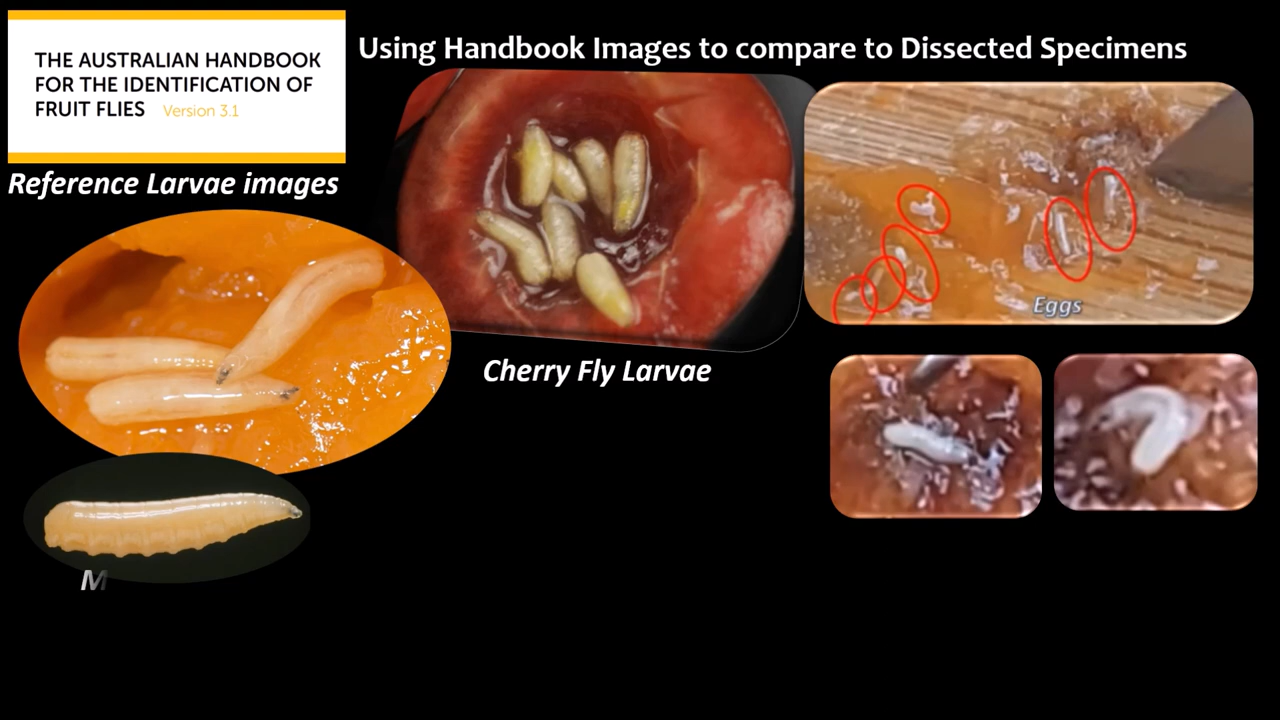 THE AUSTRALIAN HANDBOOK
FOR THE IDENTIFICATION OF
FRUIT FLIES Version 3.1
Using Handbook Images to compare to Dissected Specimens
Reference Larvae images
Cherry Fly Larvae
Eggs
M